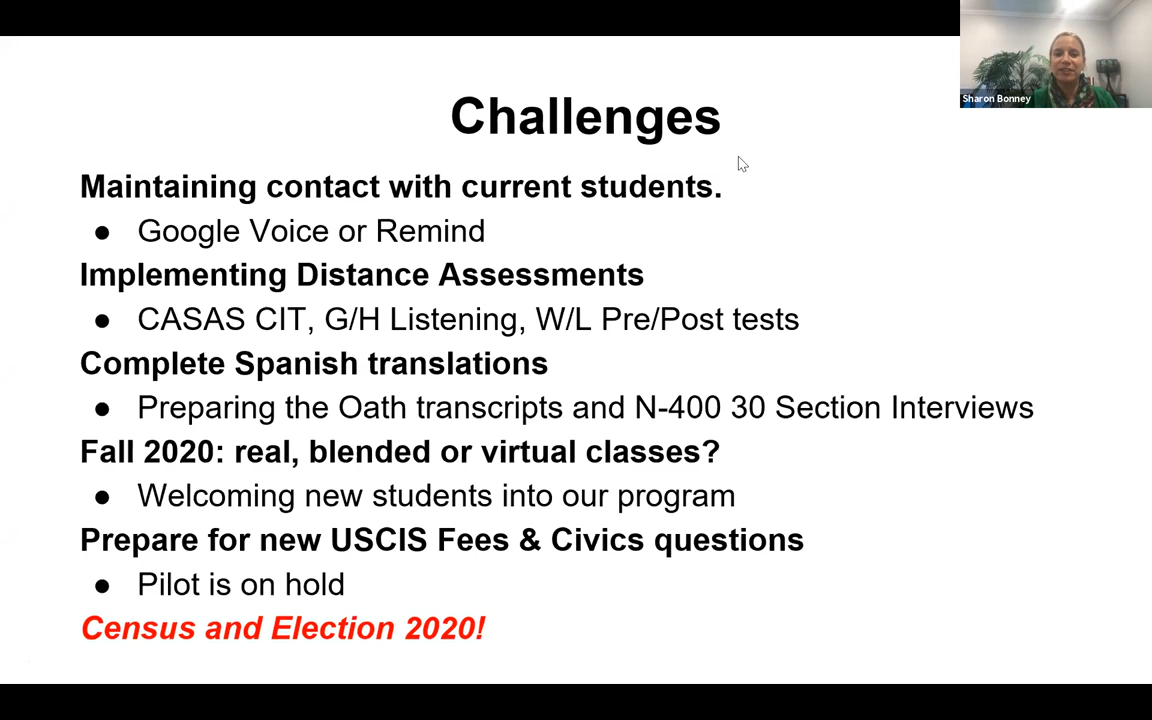 Challenges
Maintaining contact with current students.
● Google Voice or Remind
Implementing Distance Assessments
● CASAS CIT, G/H Listening, W/L Pre/Post tests
Complete Spanish translations
● Preparing the Oath transcripts and N-400 30 Section Interviews
Fall 2020: real, blended or virtual classes?
● Welcoming new students into our program
Prepare for new USCIS Fees & Civics questions
● Pilot is on hold
Census and Election 2020!
Sharon Bonney